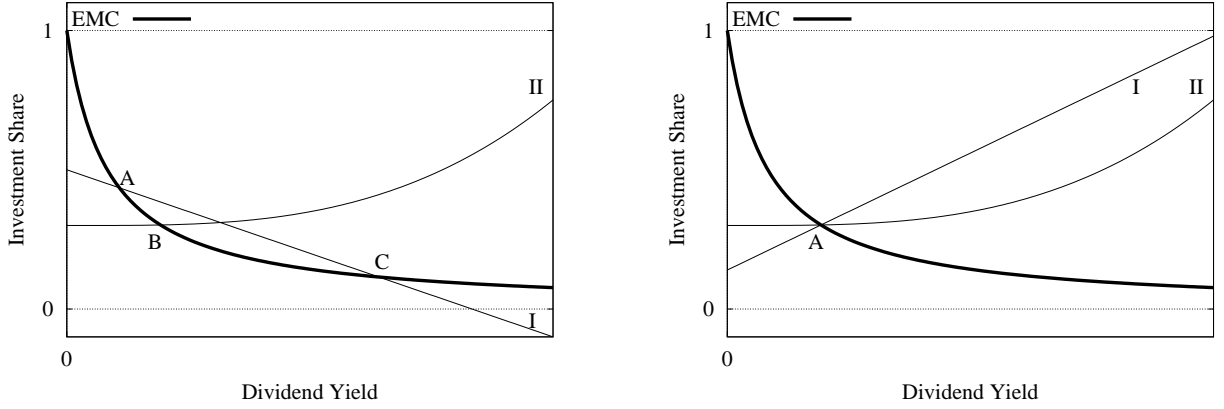 EMC
1
II
A
B
C
I
0
0
Investment Share
Dividend Yield
EMC
1
I
II
A
0
0
Investment Share
Dividend Yield